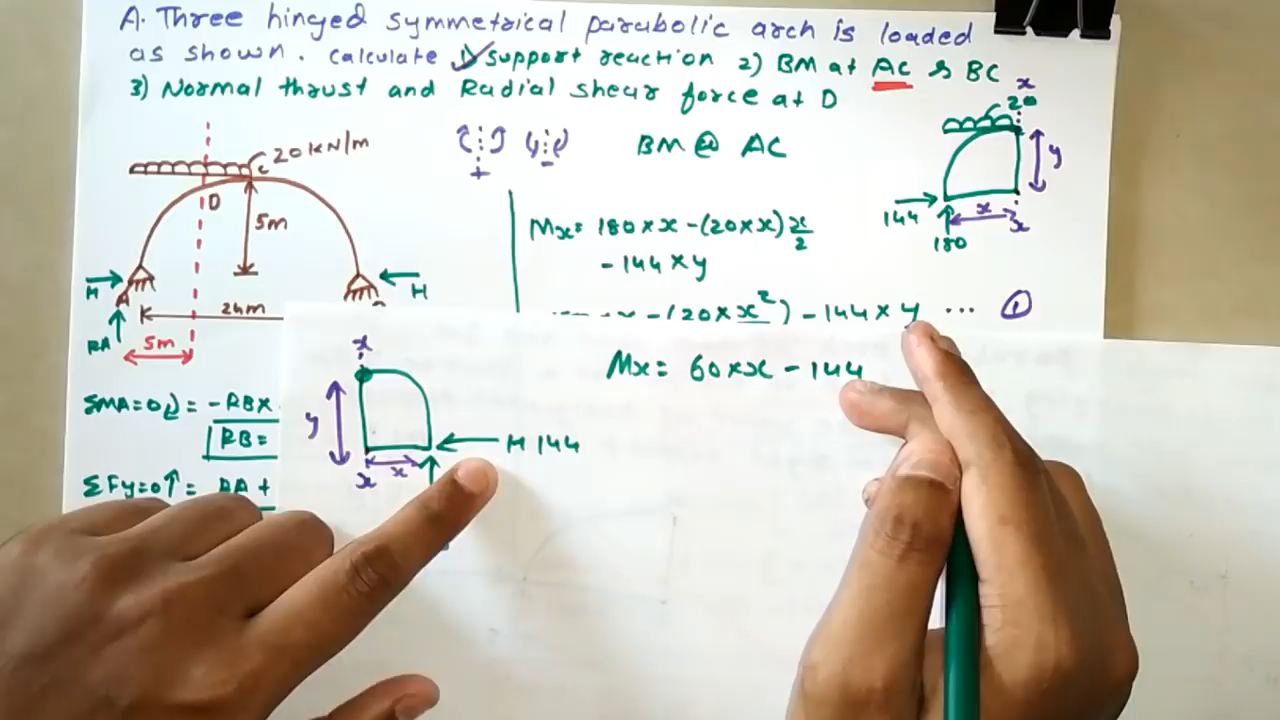 A. Three hinged symmetrical parabolic arch is loaded
as shown. Calculate 1) support reaction 2) BM at AC & BC
3) Normal thrust and Radial shear force at D
20 KN/m
C
D
5m
H
H
A
RA
24m
5m
ΣMA=0 = -RB×
RB=
ΣFy=0↑= RA +
+
-
BM @ AC
Mx= 180×x-(20×x)x/2
-144×y
-(20×x²) - 144×y ... ①
x
20
y
144
x
x
180
Mx= 60×x - 144
x
y
x
x
H 144